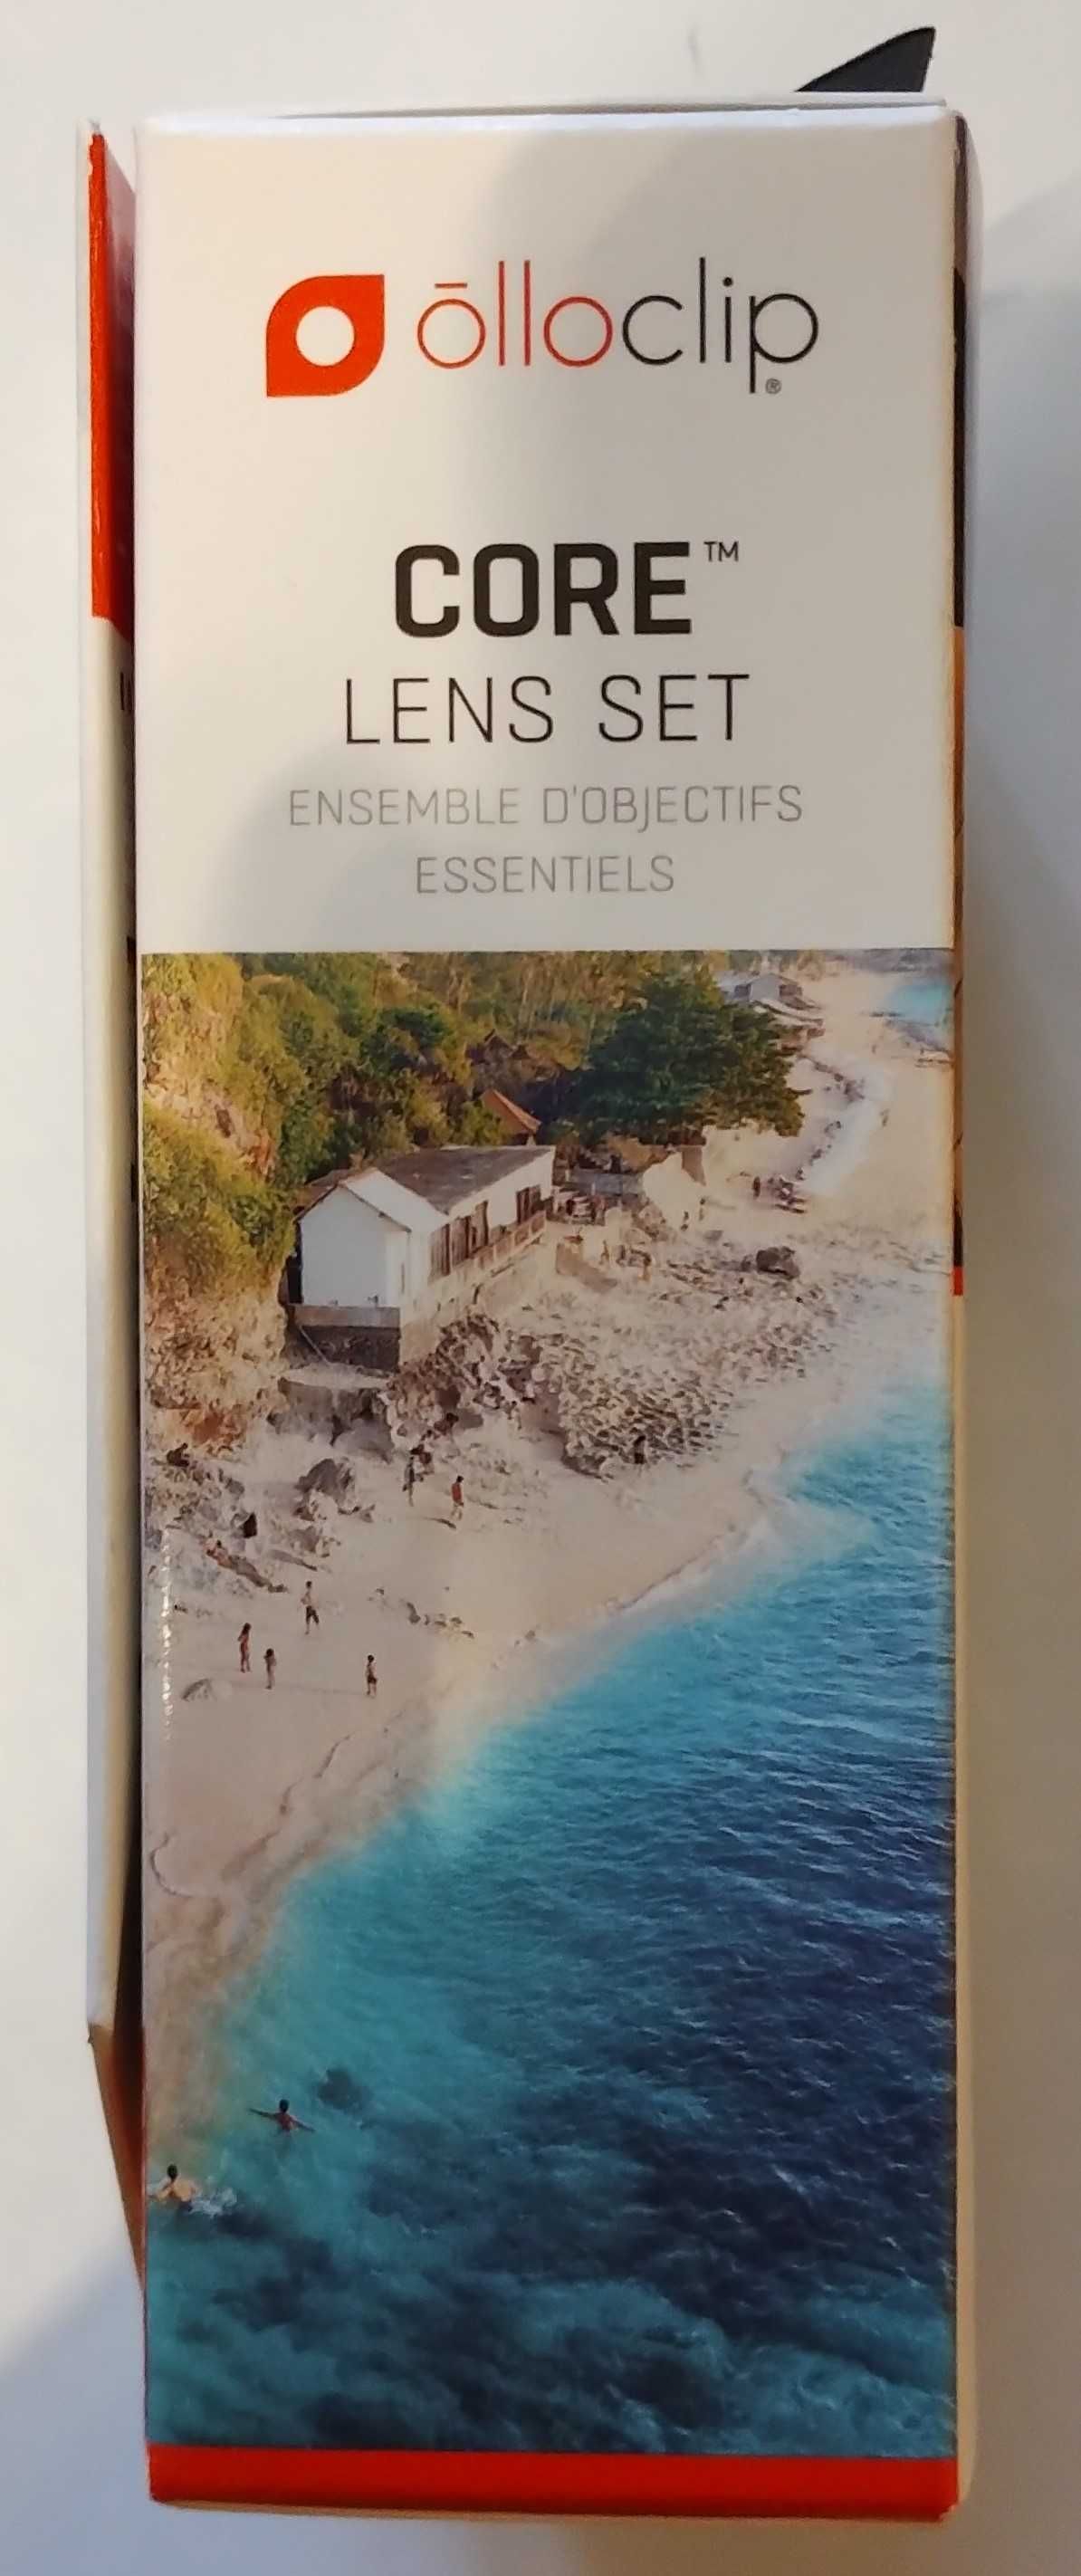 ōlloclip®
CORE™
LENS SET
ENSEMBLE D'OBJECTIFS
ESSENTIELS